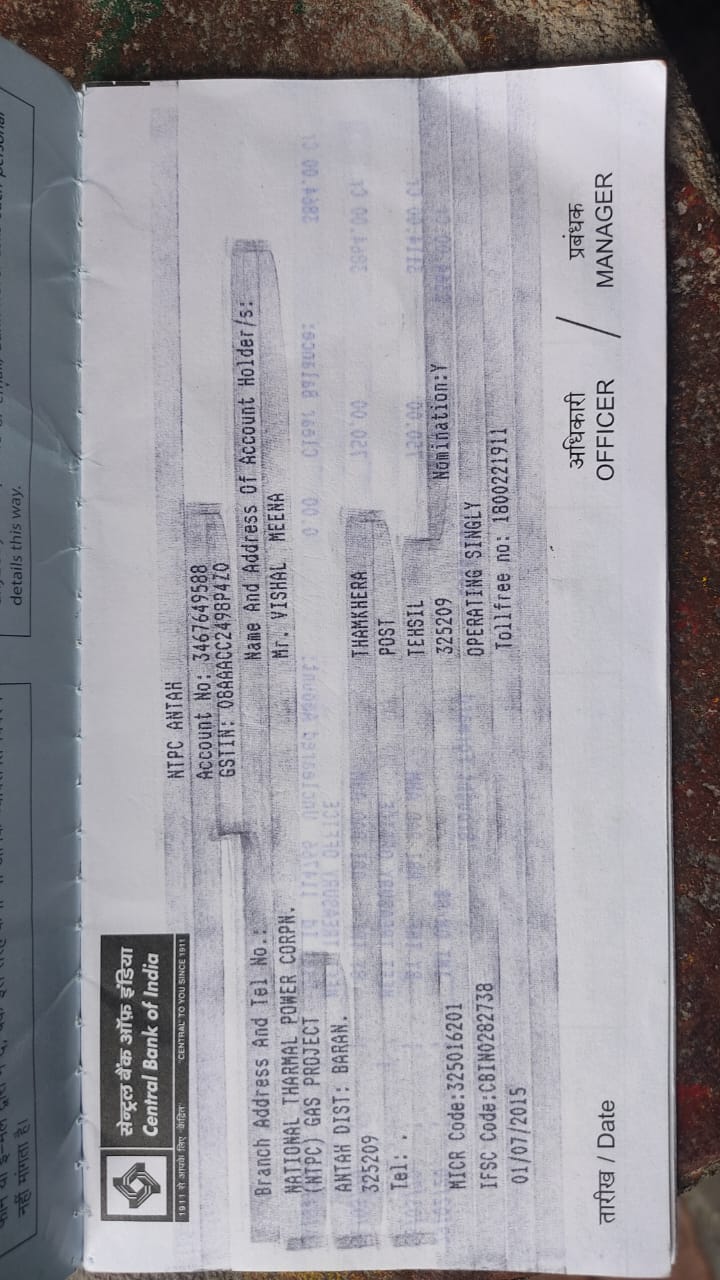 details this way.
सेन्ट्रल बैंक ऑफ़ इंडिया
Central Bank of India
1911 से आपके लिए "केंद्रित" "CENTRAL" TO YOU SINCE 1911
NTPC ANTAH
Account No: 3467649588
GSTIN: 08AAACC2498P4ZO
Branch Address And Tel No.: Name And Address Of Account Holder/s:
NATIONAL THARMAL POWER CORPN. Mr. VISHAL MEENA
(NTPC) GAS PROJECT
ANTAH DIST: BARAN. THAMKHERA
325209 POST
Tel: . TEHSIL
325209 Nomination:Y
MICR Code:325016201 OPERATING SINGLY
IFSC Code:CBIN0282738 Tollfree no: 1800221911
01/07/2015
तारीख / Date अधिकारी / प्रबंधक
OFFICER MANAGER